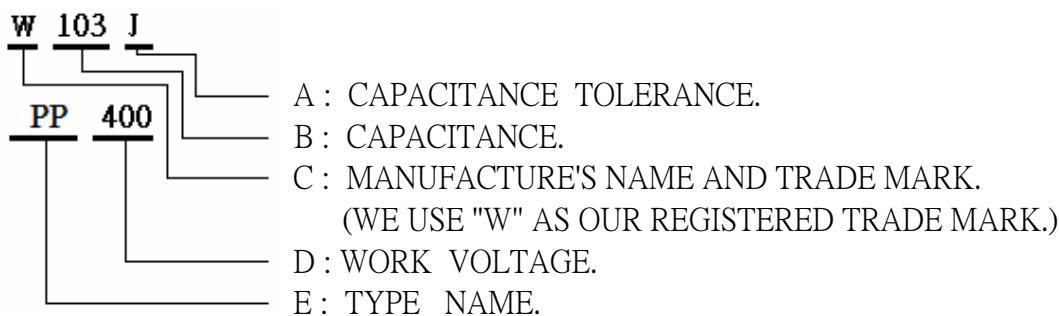 W 103 J
A : CAPACITANCE TOLERANCE.
PP 400
B : CAPACITANCE.
C : MANUFACTURE'S NAME AND TRADE MARK.
(WE USE "W" AS OUR REGISTERED TRADE MARK.)
D : WORK VOLTAGE.
E : TYPE NAME.